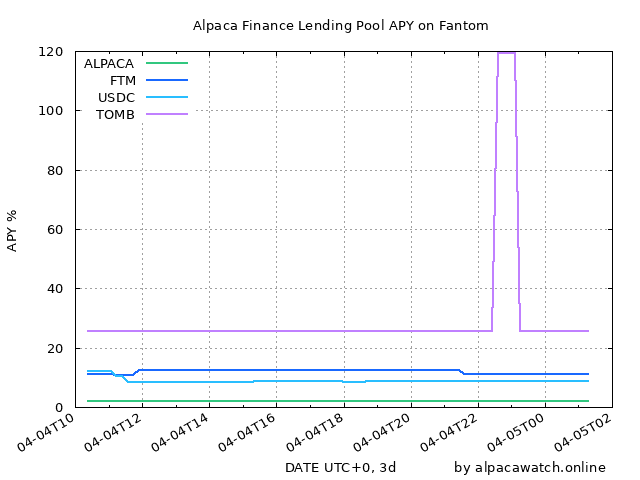 Alpaca Finance Lending Pool APY on Fantom
120
100
80
60
40
20
0
APY %
ALPACA
FTM
USDC
TOMB
04-04T10
04-04T12
04-04T14
04-04T16
04-04T18
04-04T20
04-04T22
04-05T00
04-05T02
DATE UTC+0, 3d
by alpacawatch.online